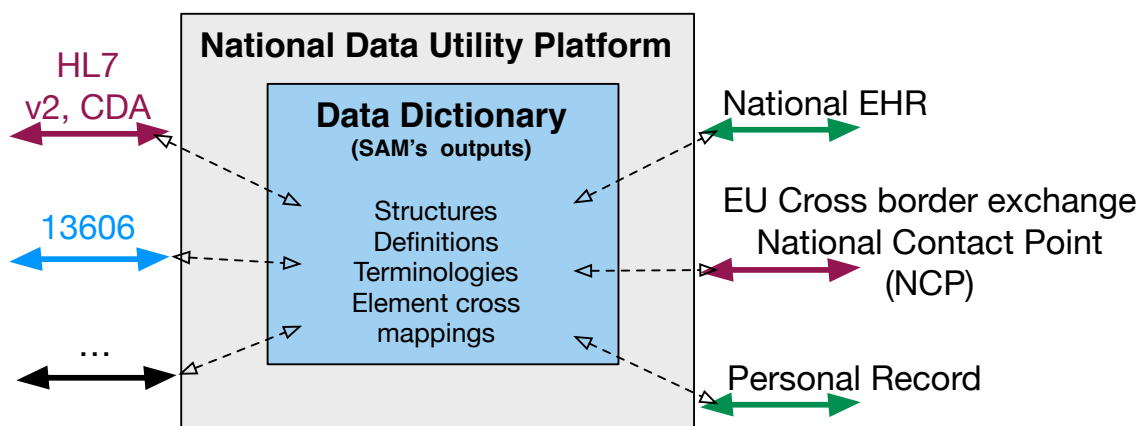 National Data Utility Platform
HL7
v2, CDA
13606
...
Data Dictionary
(SAM's outputs)
Structures
Definitions
Terminologies
Element cross
mappings
National EHR
EU Cross border exchange
National Contact Point
(NCP)
Personal Record